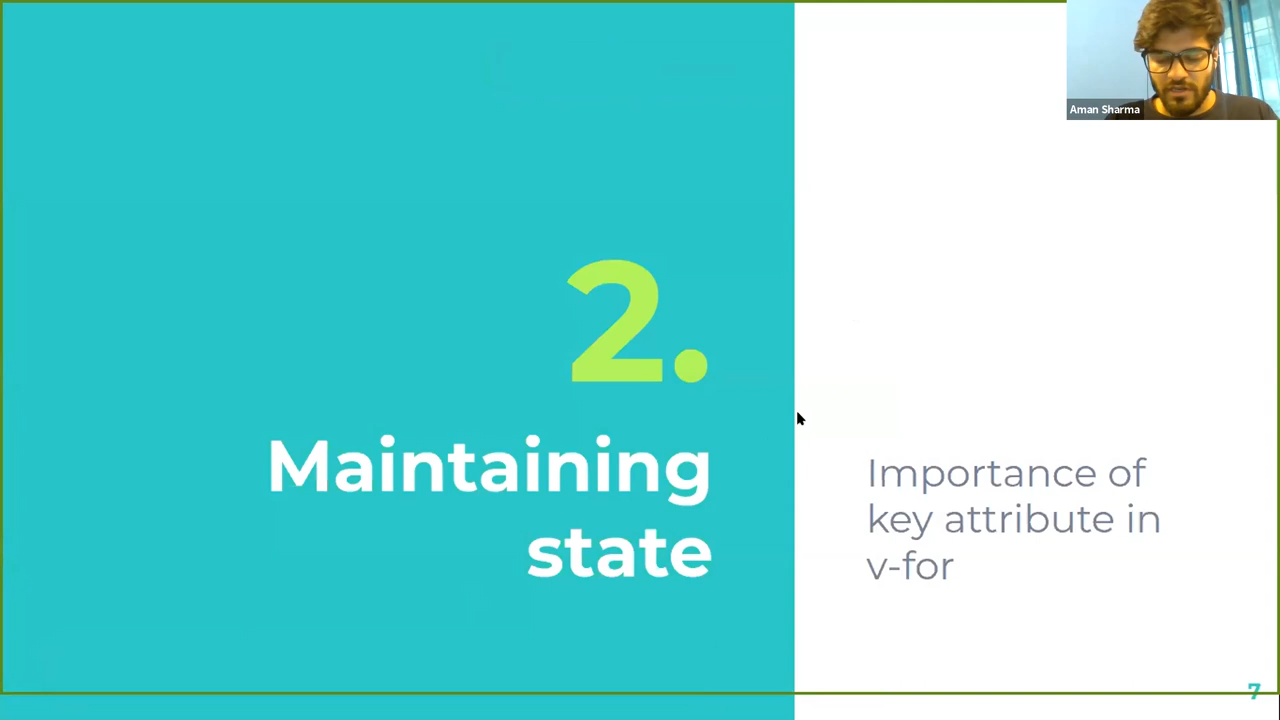 Aman Sharma
2.
Maintaining
state
Importance of
key attribute in
v-for
7